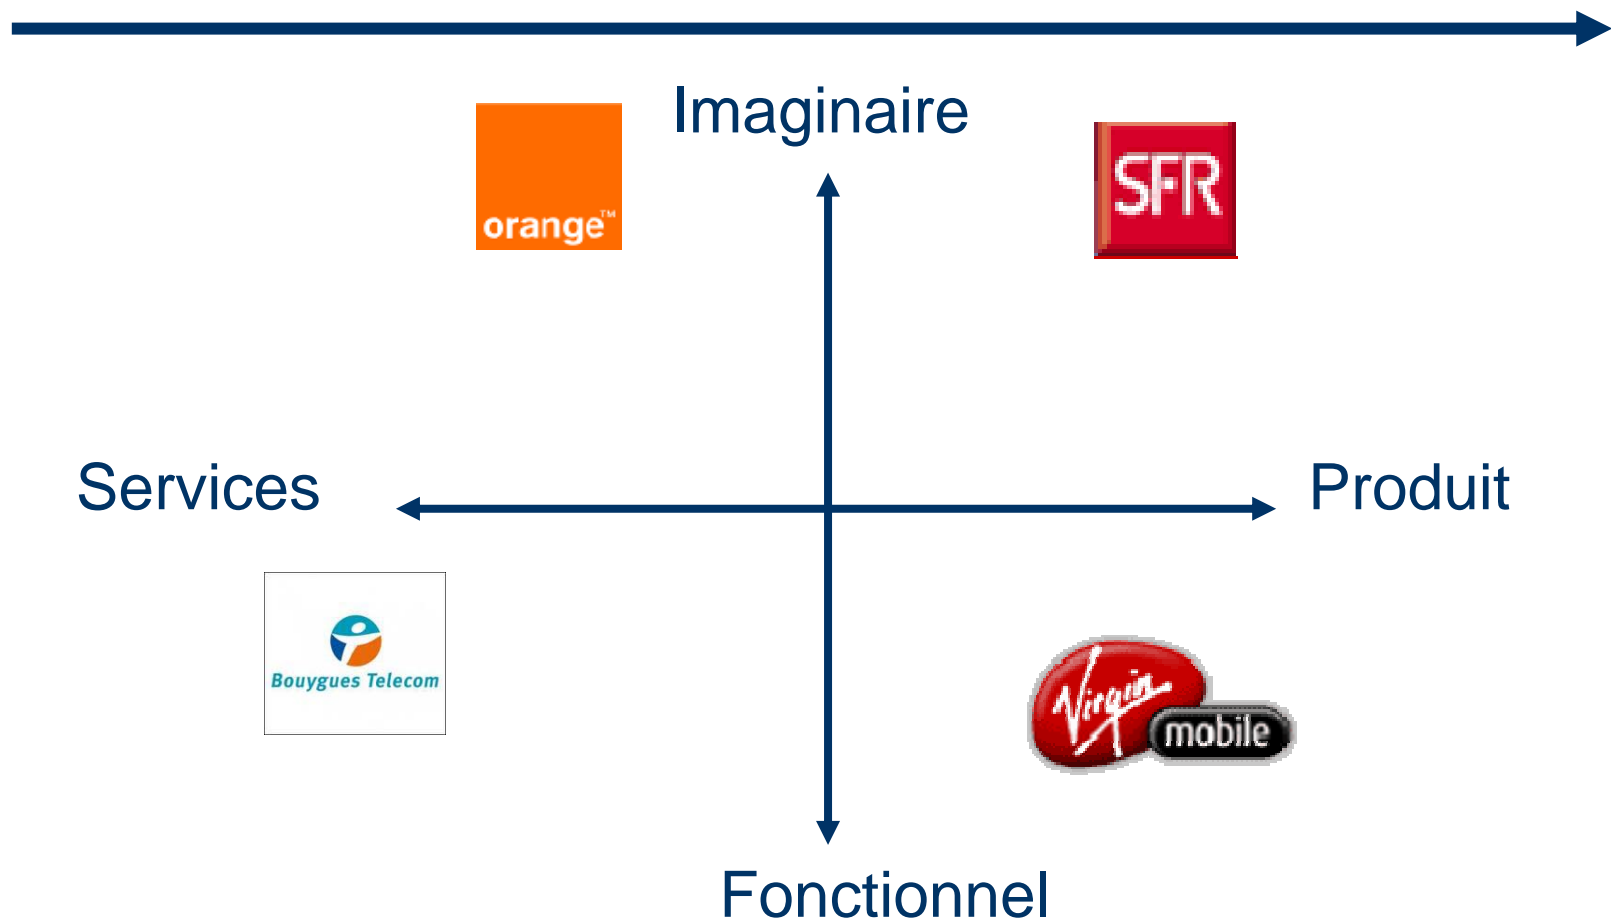 Imaginaire
orange™
SFR
Services
Produit
Bouygues Telecom
Virgin
mobile
Fonctionnel